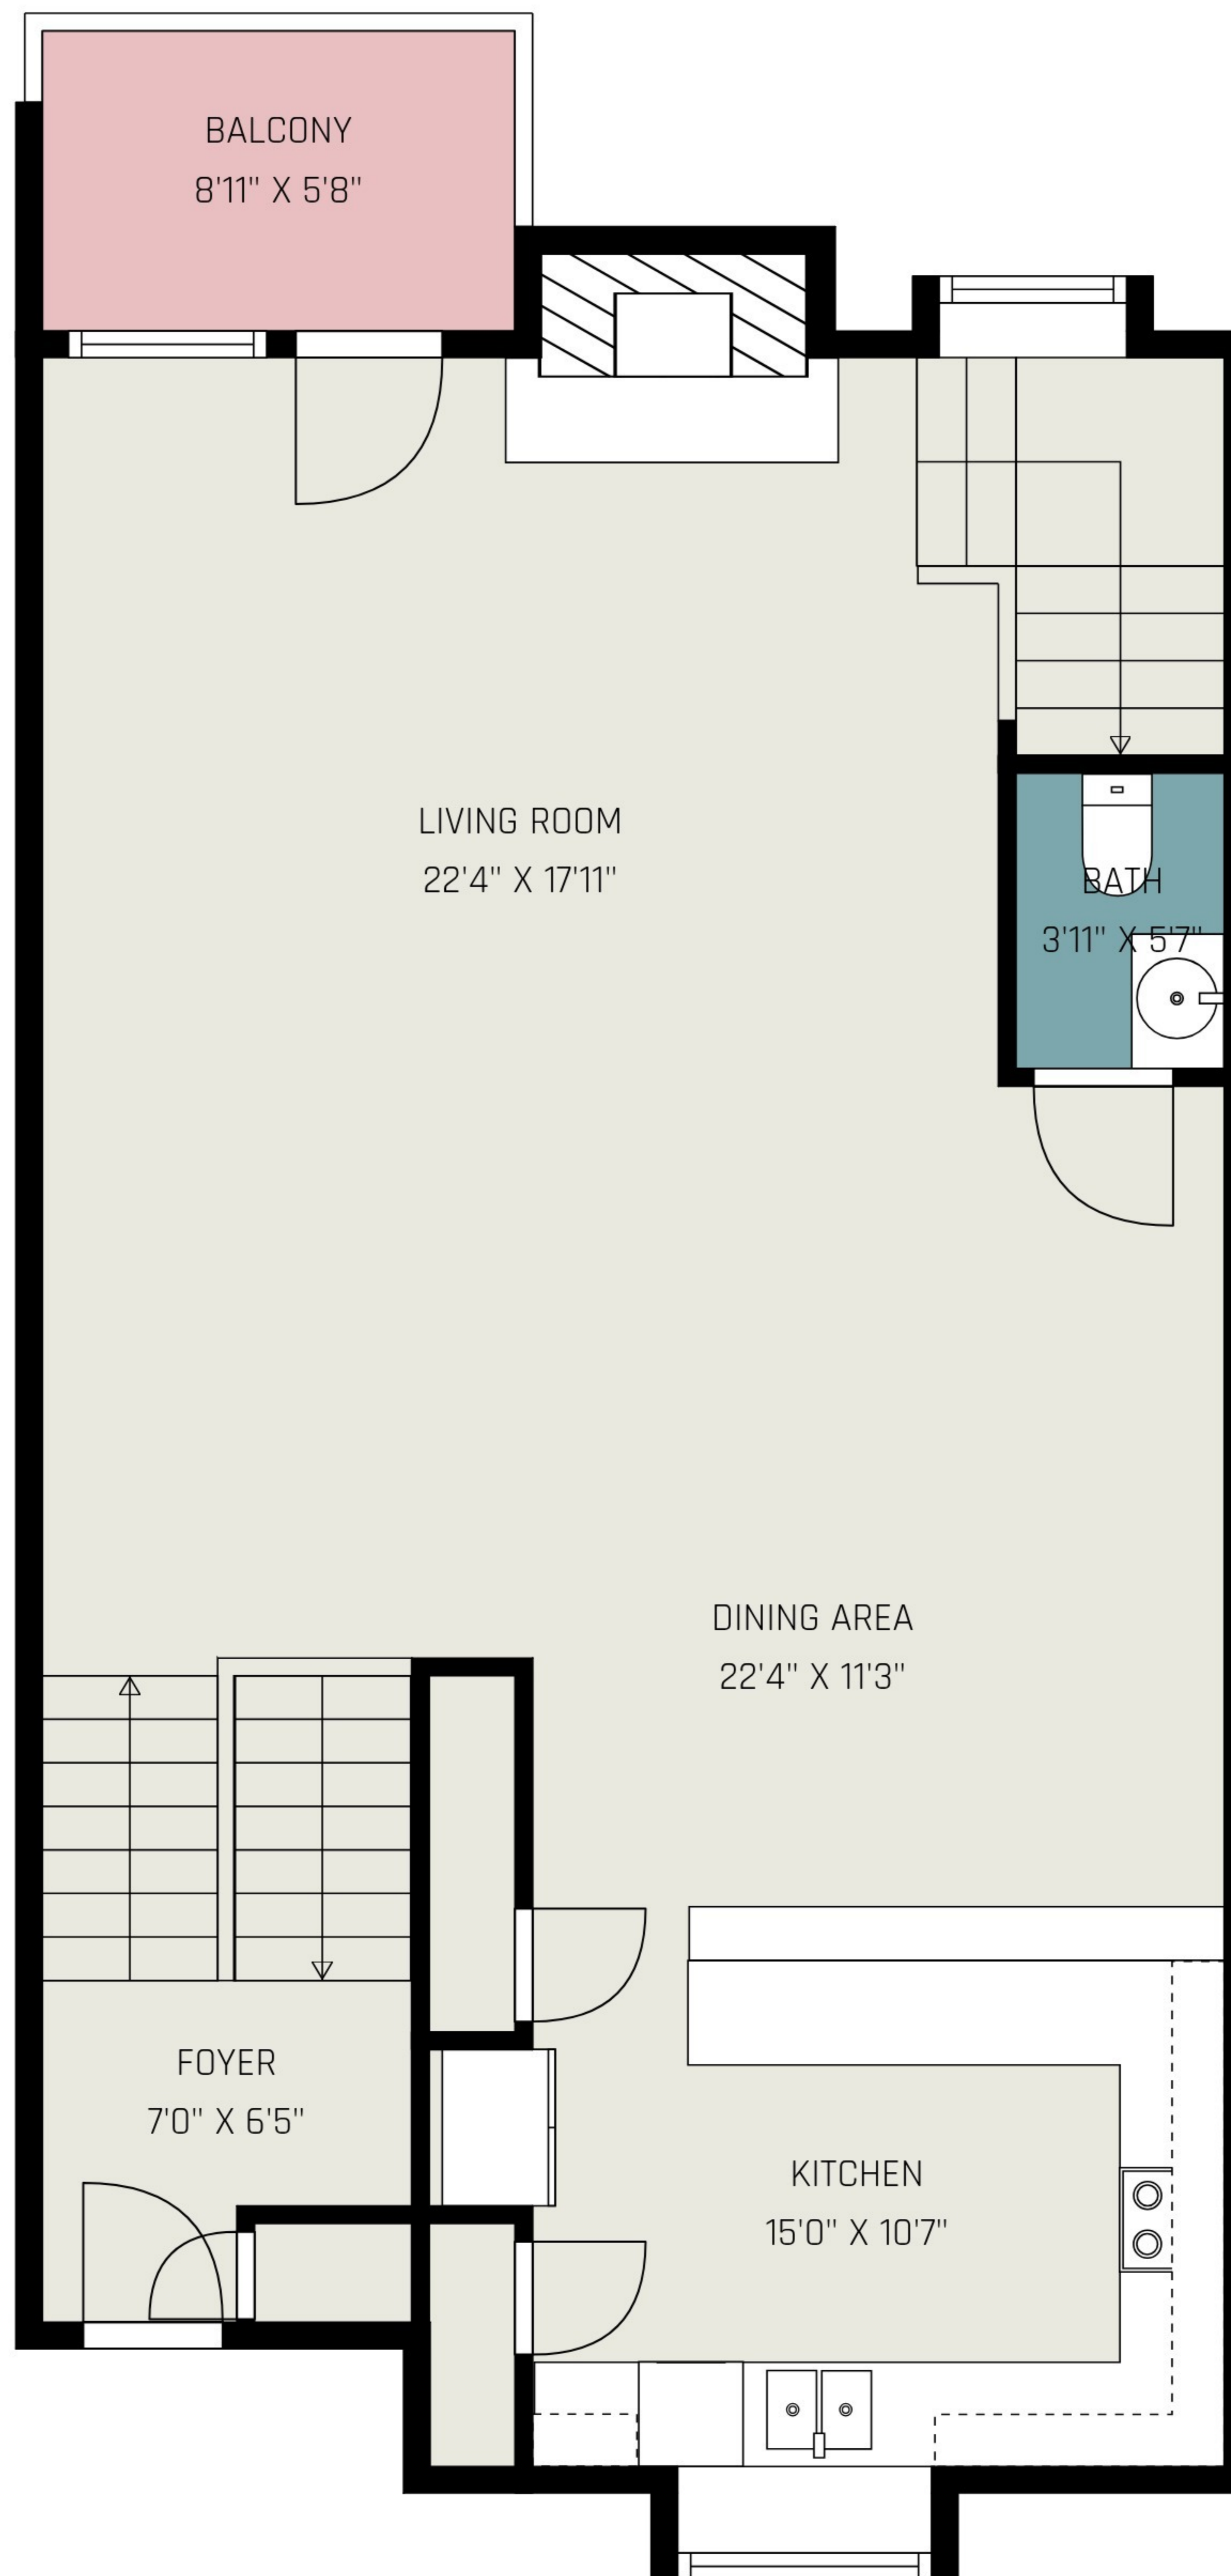 BALCONY
8'11" X 5'8"
LIVING ROOM
22'4" X 17'11"
BATH
3'11" X 5'7"
DINING AREA
22'4" X 11'3"
FOYER
7'0" X 6'5"
KITCHEN
15'0" X 10'7"